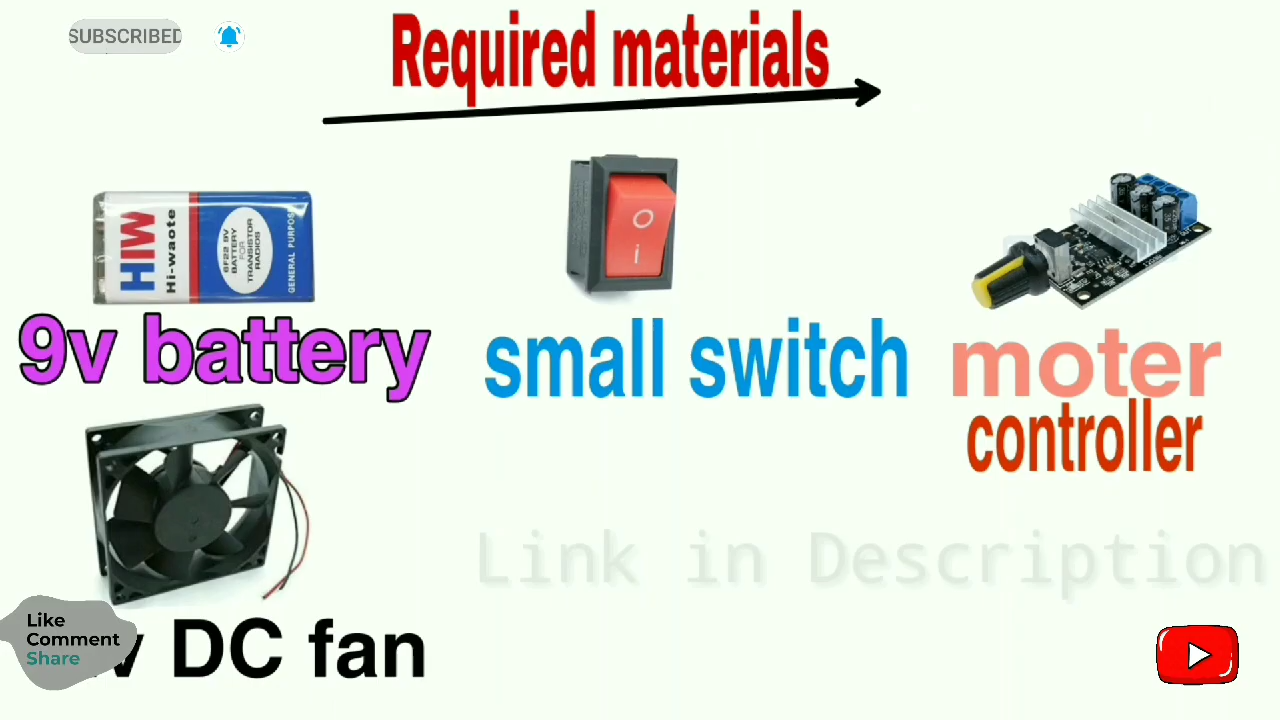 SUBSCRIBED
Required materials
HIW
Hi-waote
6F22 9V
BATTERY
FOR
TRANSISTOR
RADIOS
GENERAL PURPOSE
9v battery
small switch
moter
controller
Link in Description
Like
Comment
Share
v DC fan